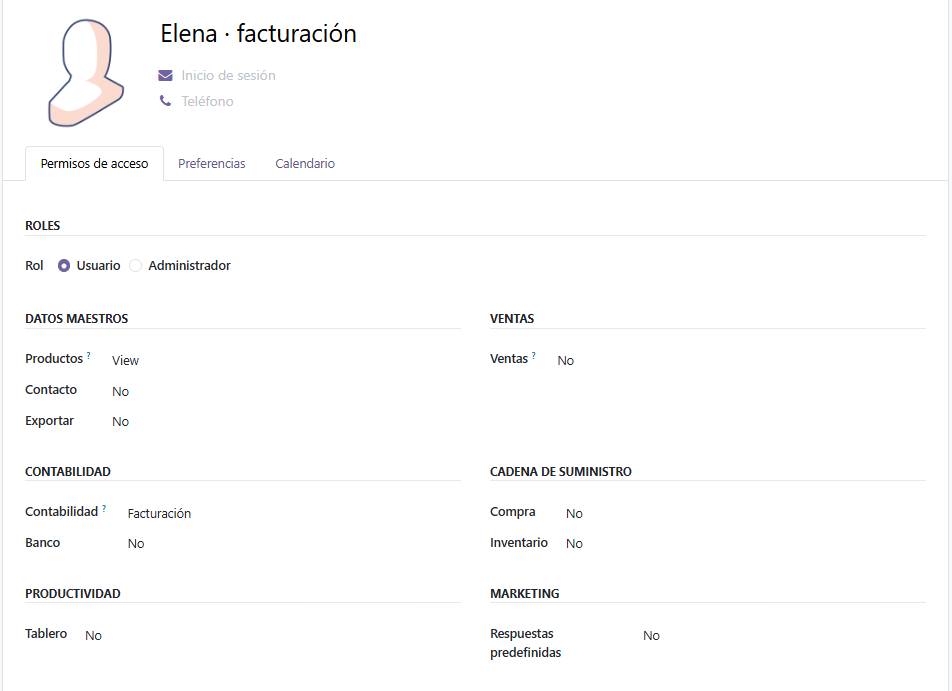 Elena · facturación
Inicio de sesión
Teléfono
Permisos de acceso Preferencias Calendario
ROLES
Rol Usuario Administrador
DATOS MAESTROS
Productos ? View
Contacto No
Exportar No
VENTAS
Ventas ? No
CONTABILIDAD
Contabilidad ? Facturación
Banco No
CADENA DE SUMINISTRO
Compra No
Inventario No
PRODUCTIVIDAD
Tablero No
MARKETING
Respuestas No
predefinidas